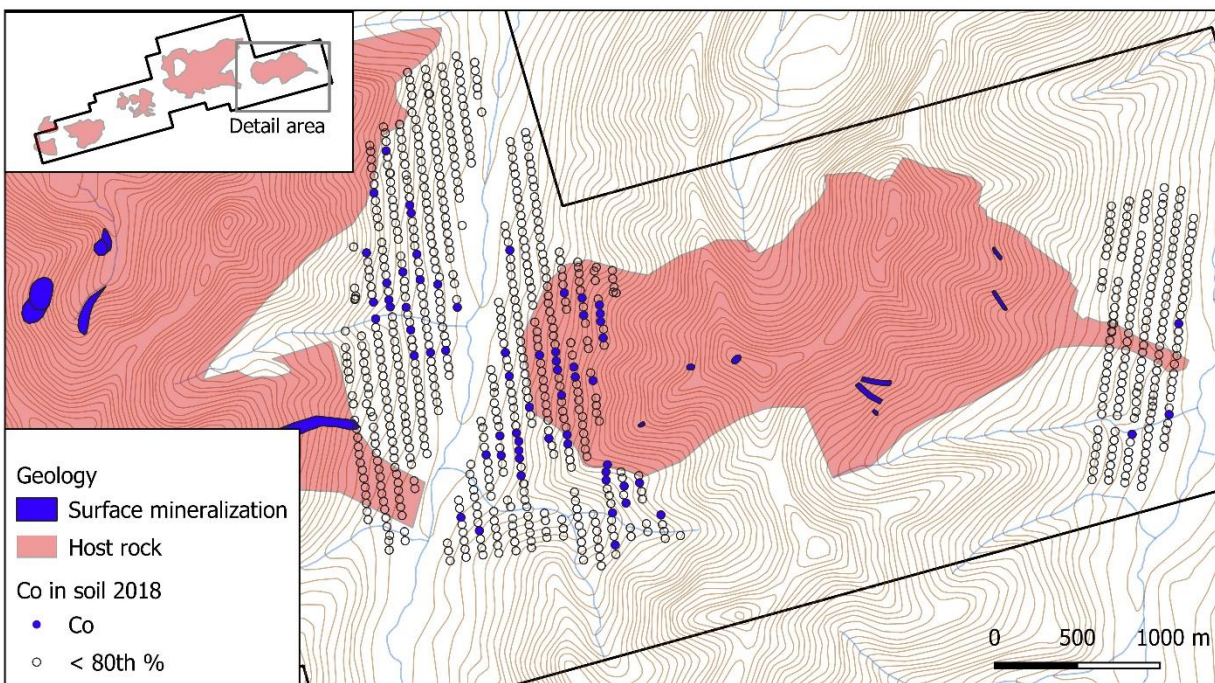 Detail area
Geology
Surface mineralization
Host rock
Co in soil 2018
Co
< 80th %
0 500 1000 m